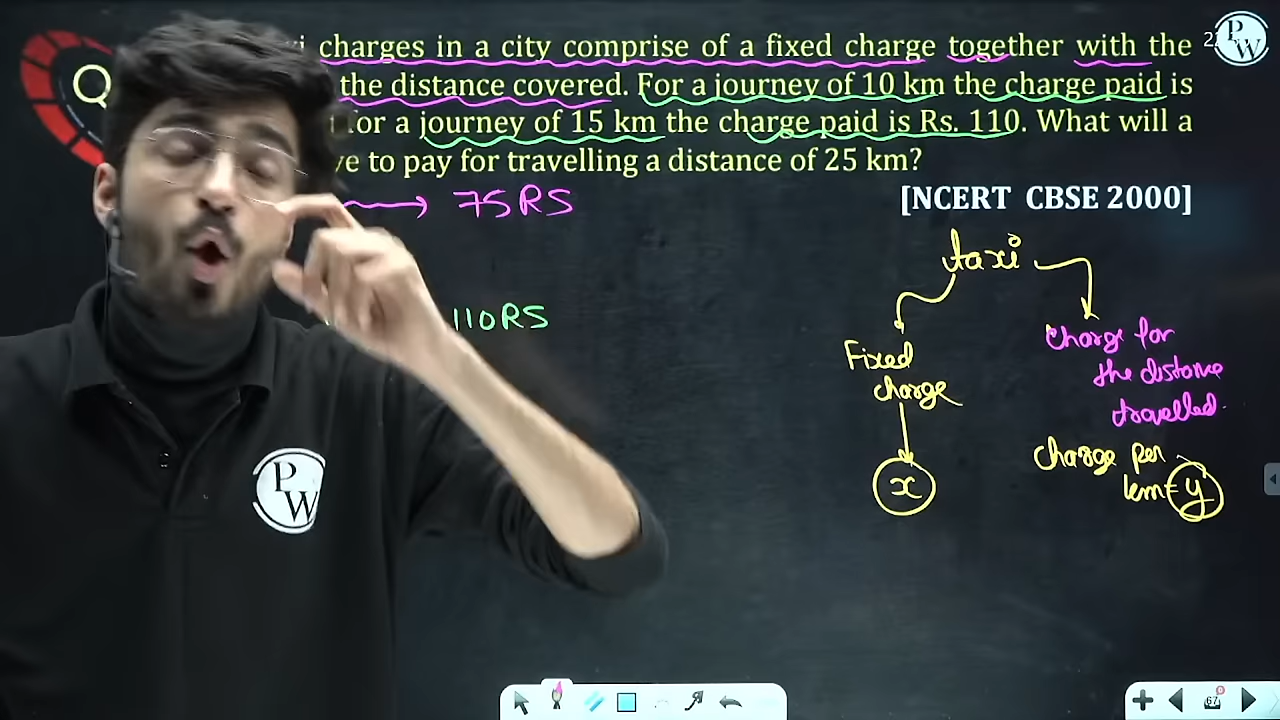 charges in a city comprise of a fixed charge together with the
Q
the distance covered. For a journey of 10 km the charge paid is
for a journey of 15 km the charge paid is Rs. 110. What will a
to pay for travelling a distance of 25 km?
75RS
[NCERT CBSE 2000]
taxi
110RS
Fixed
charge
x
Charge for
the distance
travelled.
charge per
km = y
PW
PW
67